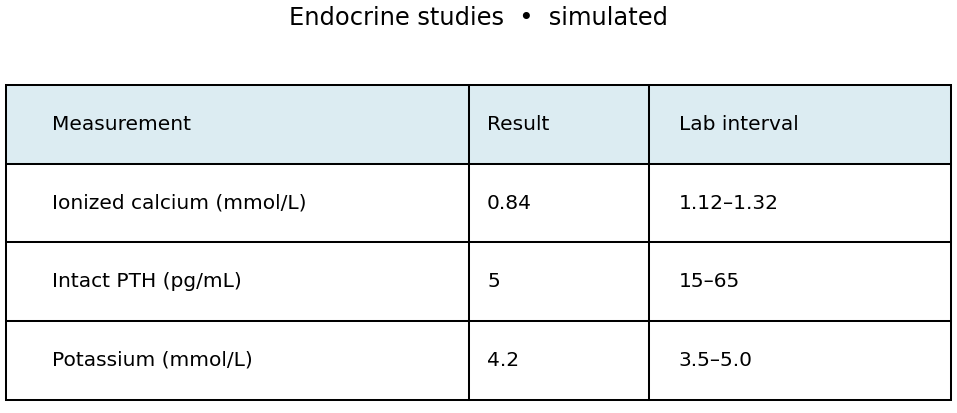 Endocrine studies • simulated
Measurement Result Lab interval
Ionized calcium (mmol/L) 0.84 1.12–1.32
Intact PTH (pg/mL) 5 15–65
Potassium (mmol/L) 4.2 3.5–5.0